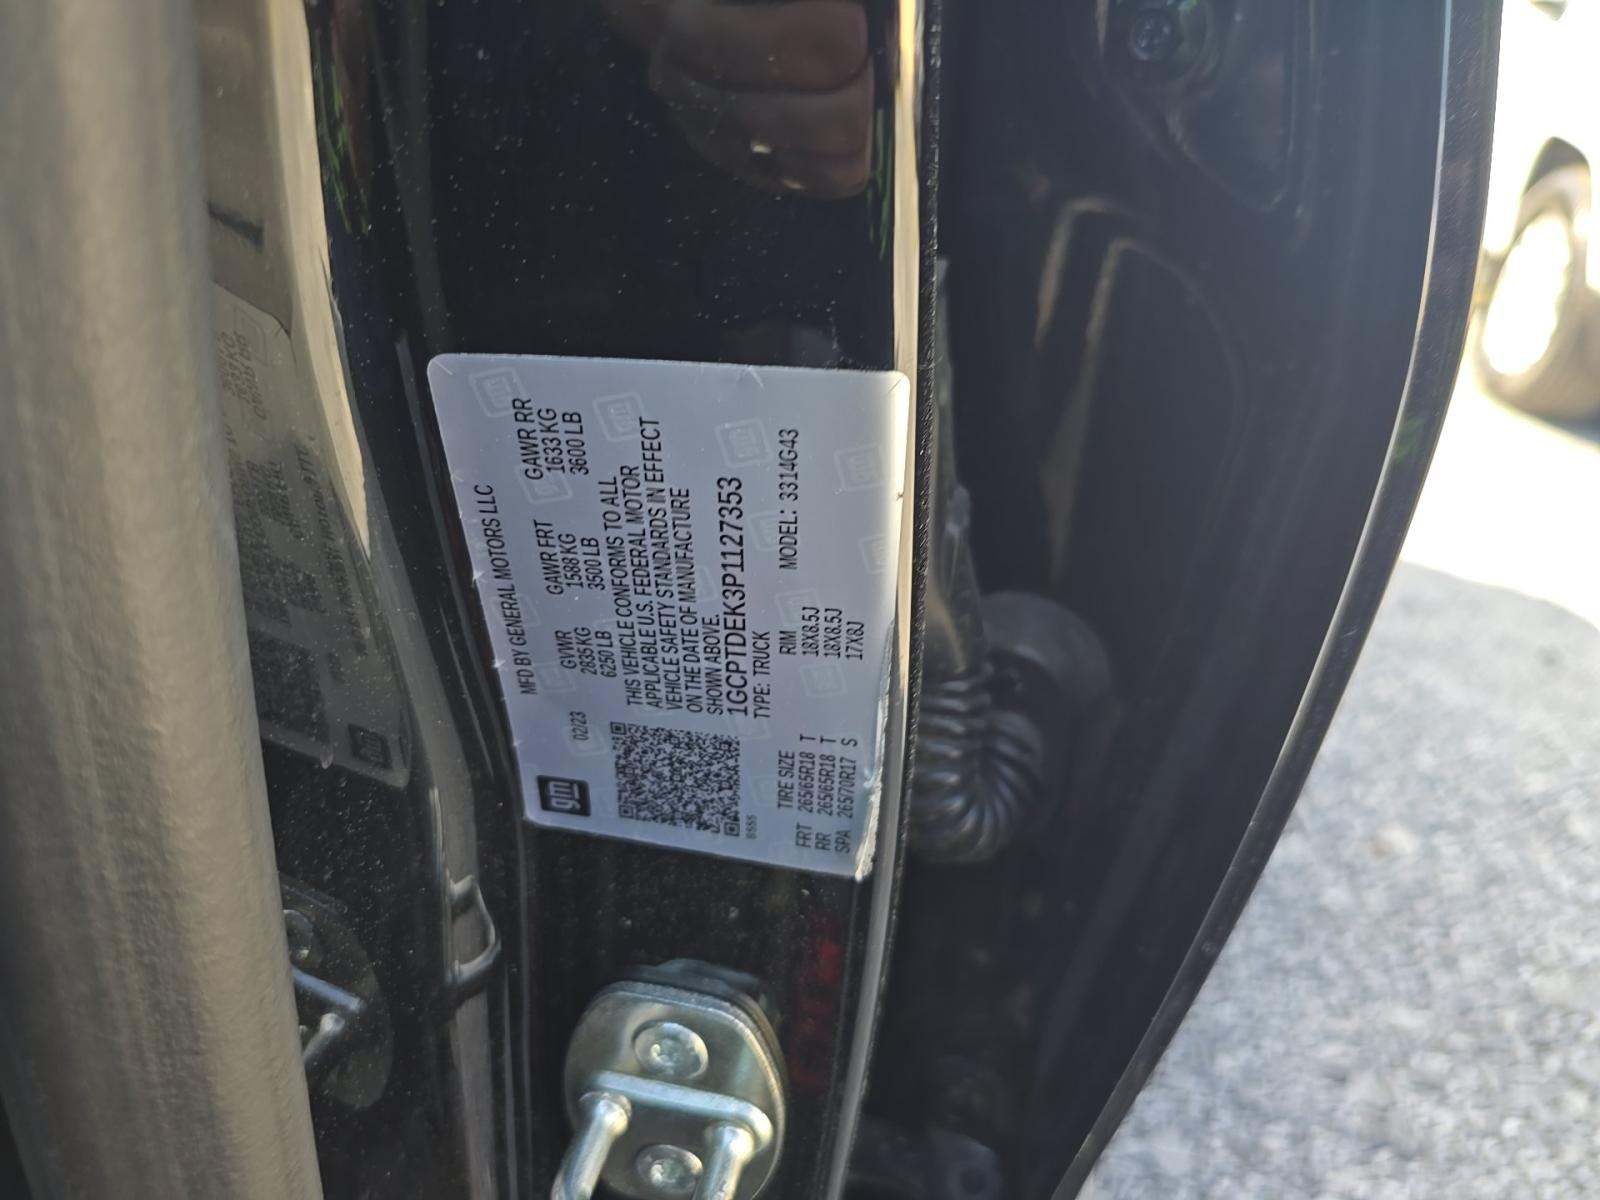 gm
MFD BY GENERAL MOTORS LLC
02/23 GVWR GAWR FRT GAWR RR
2835 KG 1588 KG 1633 KG
6250 LB 3500 LB 3600 LB
THIS VEHICLE CONFORMS TO ALL
APPLICABLE U.S. FEDERAL MOTOR
VEHICLE SAFETY STANDARDS IN EFFECT
ON THE DATE OF MANUFACTURE
SHOWN ABOVE.
1GCPTDEK3P1127353
TYPE: TRUCK
TIRE SIZE RIM MODEL: 3314G43
FRT 265/65R18 T 18X8.5J
RR 265/65R18 T 18X8.5J
SPA 265/70R17 S 17X8J